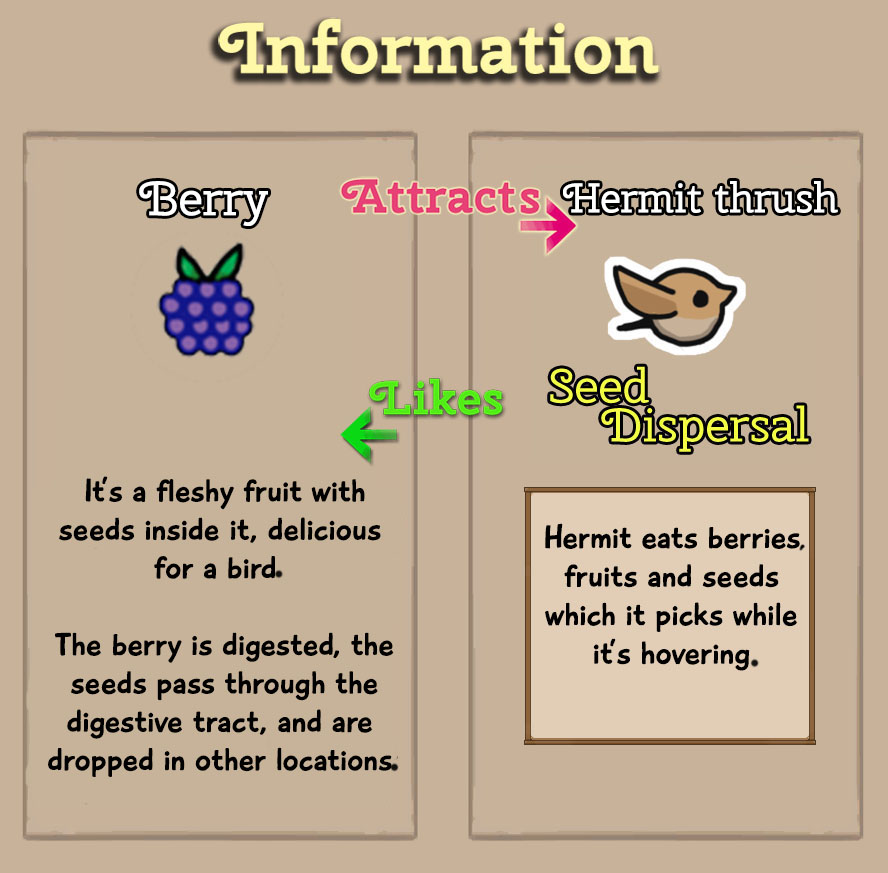 Information
Berry
Attracts
Hermit thrush
Likes
Seed
Dispersal
It's a fleshy fruit with
seeds inside it, delicious
for a bird.
The berry is digested, the
seeds pass through the
digestive tract, and are
dropped in other locations.
Hermit eats berries,
fruits and seeds
which it picks while
it's hovering.